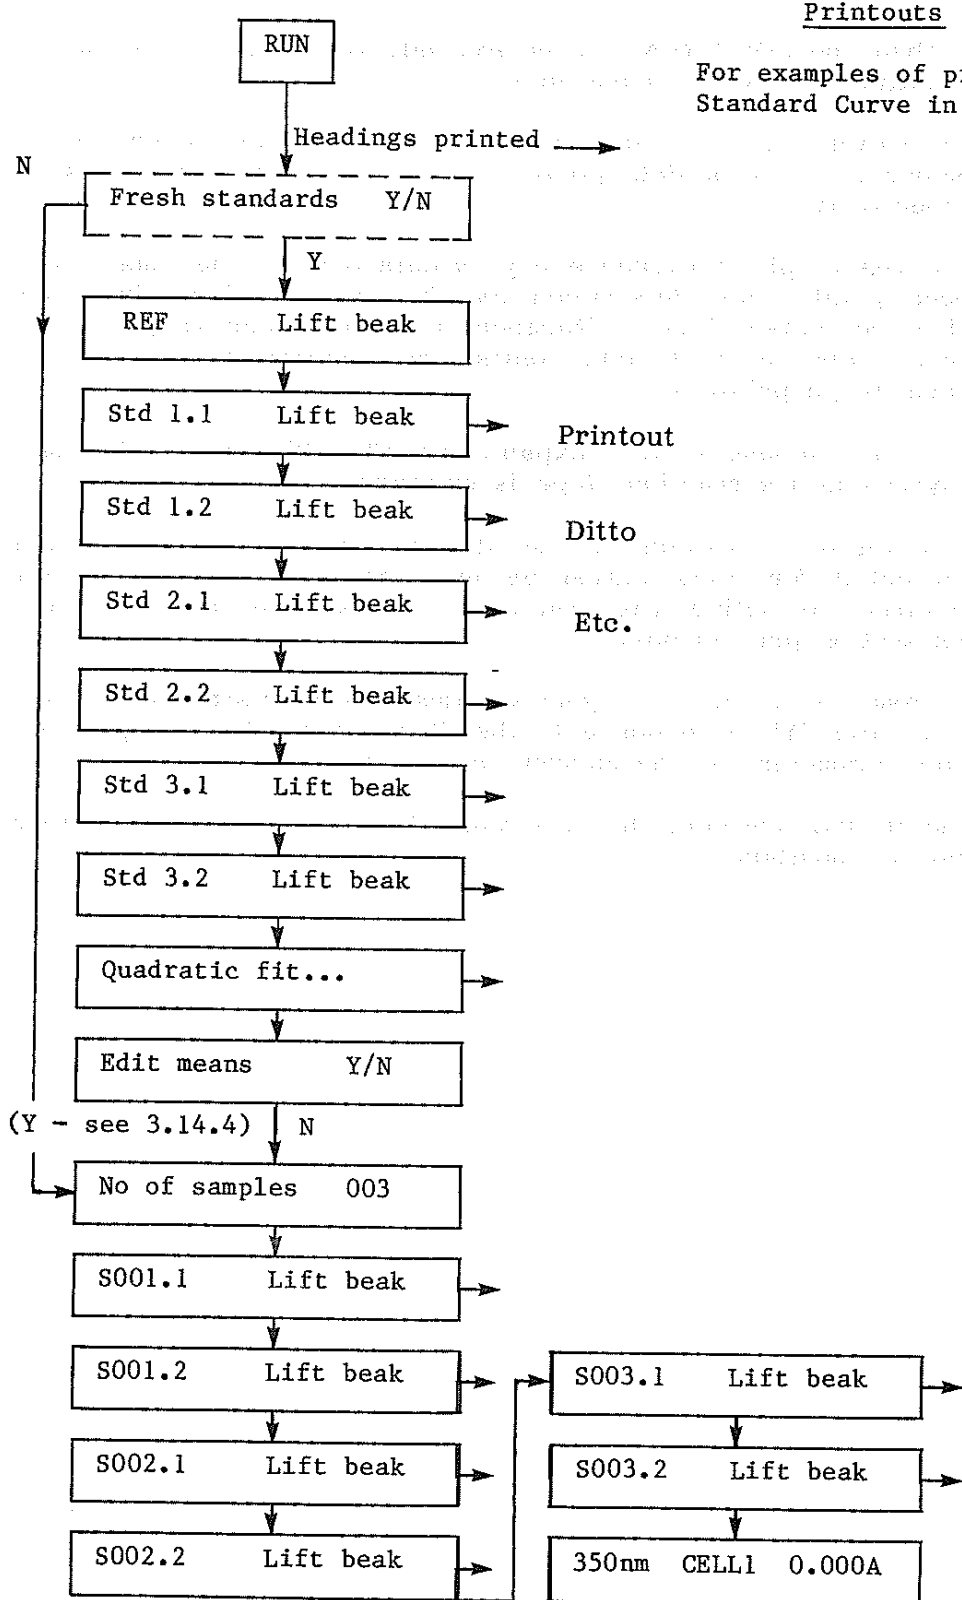 Printouts
RUN
For examples of
Standard Curve in
Headings printed
N
Fresh standards Y/N
Y
REF Lift beak
Std 1.1 Lift beak
Printout
Std 1.2 Lift beak
Ditto
Std 2.1 Lift beak
Etc.
Std 2.2 Lift beak
Std 3.1 Lift beak
Std 3.2 Lift beak
Quadratic fit...
Edit means Y/N
(Y - see 3.14.4) N
No of samples 003
S001.1 Lift beak
S001.2 Lift beak
S002.1 Lift beak
S002.2 Lift beak
S003.1 Lift beak
S003.2 Lift beak
350nm CELL1 0.000A